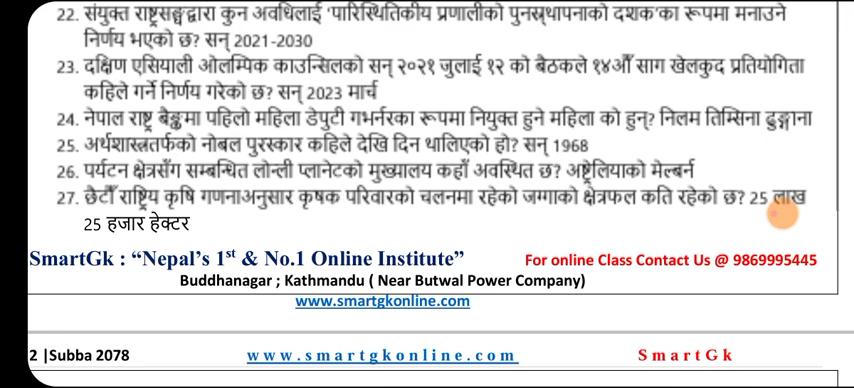 22. संयुक्त राष्ट्रसङ्घद्वारा कुन अवधिलाई 'पारिस्थितिकीय प्रणालीको पुनस्र्थापनाको दशक'का रूपमा मनाउने
निर्णय भएको छ? सन् 2021-2030
23. दक्षिण एसियाली ओलम्पिक काउन्सिलको सन् २०२१ जुलाई १२ को बैठकले १४औँ साग खेलकुद प्रतियोगिता
कहिले गर्ने निर्णय गरेको छ? सन् 2023 मार्च
24. नेपाल राष्ट्र बैङ्कमा पहिलो महिला डेपुटी गभर्नरका रूपमा नियुक्त हुने महिला को हुन्? निलम तिम्सिना ढुङ्गाना
25. अर्थशास्त्रतर्फको नोबल पुरस्कार कहिले देखि दिन थालिएको हो? सन् 1968
26. पर्यटन क्षेत्रसँग सम्बन्धित लोन्ली प्लानेटको मुख्यालय कहाँ अवस्थित छ? अष्ट्रेलियाको मेल्बर्न
27. छैटौँ राष्ट्रिय कृषि गाणनाअनुसार कृषक परिवारको चलनमा रहेको जग्गाको क्षेत्रफल कति रहेको छ? 25 लाख
25 हजार हेक्टर
SmartGk : “Nepal’s 1st & No.1 Online Institute” For online Class Contact Us @ 9869995445
Buddhanagar ; Kathmandu ( Near Butwal Power Company)
www.smartgkonline.com
2 |Subba 2078 www.smartgkonline.com SmartGk